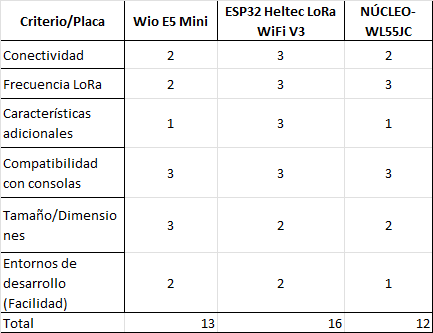 Criterio/Placa Wio E5 Mini ESP32 Heltec LoRa WiFi V3 NÚCLEO-WL55JC
Conectividad 2 3 2
Frecuencia LoRa 2 3 3
Características adicionales 1 3 1
Compatibilidad con consolas 3 3 3
Tamaño/Dimensiones 3 2 2
Entornos de desarrollo (Facilidad) 2 2 1
Total 13 16 12